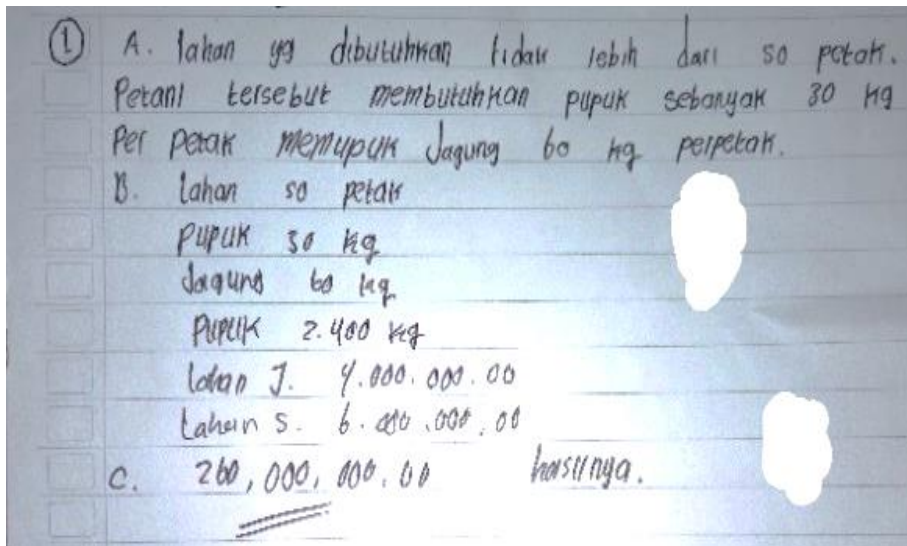 ① A. lahan yg dibutuhkan tidak lebih dari 50 petak.
Petani tersebut membutuhkan pupuk sebanyak 30 kg
Per petak memupuk Jagung 60 kg perpetak.
B. Lahan 50 petak
Pupuk 30 kg
Jagung 60 kg
Pupuk 2.400 kg
Lahan J. 4.000.000.00
Lahan S. 6.000.000.00
C. 260,000,000.00 hasilnya.